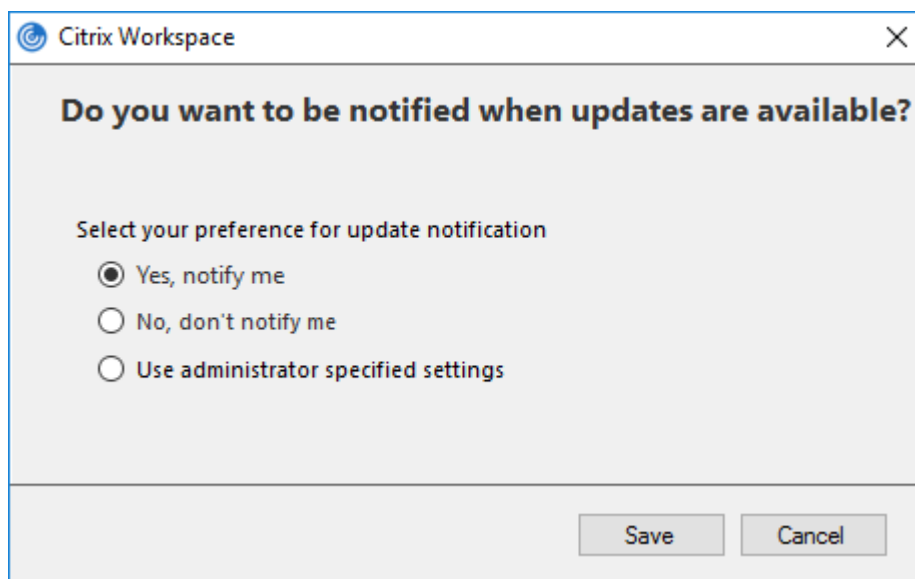 Citrix Workspace
Do you want to be notified when updates are available?
Select your preference for update notification
Yes, notify me
No, don't notify me
Use administrator specified settings
Save Cancel